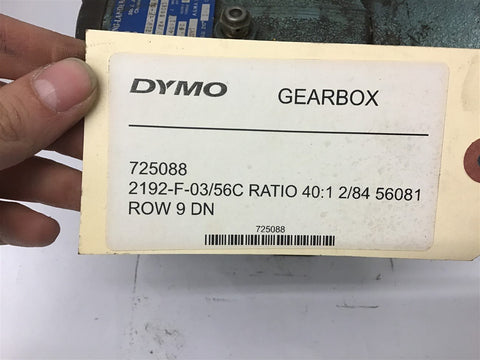 DYMO GEARBOX
725088
2192-F-03/56C RATIO 40:1 2/84 56081
ROW 9 DN
725088